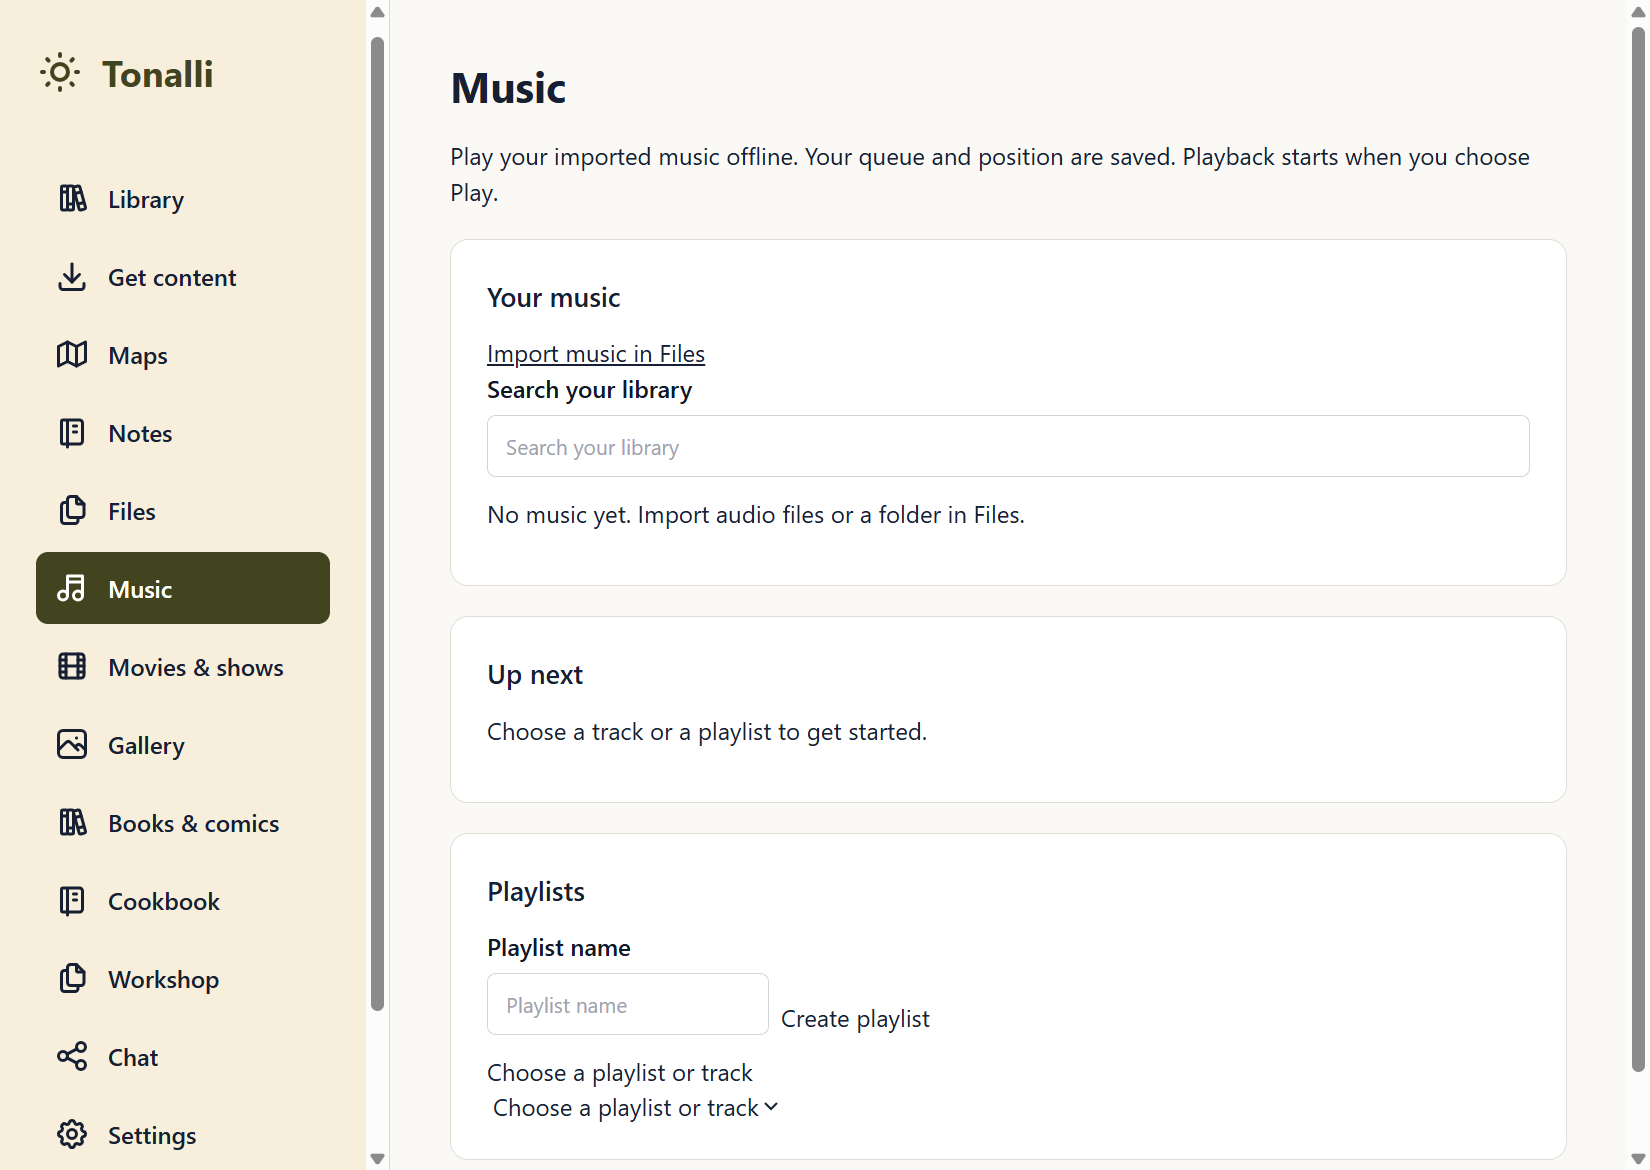 Tonalli
Library
Get content
Maps
Notes
Files
Music
Movies & shows
Gallery
Books & comics
Cookbook
Workshop
Chat
Settings
Music
Play your imported music offline. Your queue and position are saved. Playback starts when you choose
Play.
Your music
Import music in Files
Search your library
Search your library
No music yet. Import audio files or a folder in Files.
Up next
Choose a track or a playlist to get started.
Playlists
Playlist name
Playlist name
Create playlist
Choose a playlist or track
Choose a playlist or track